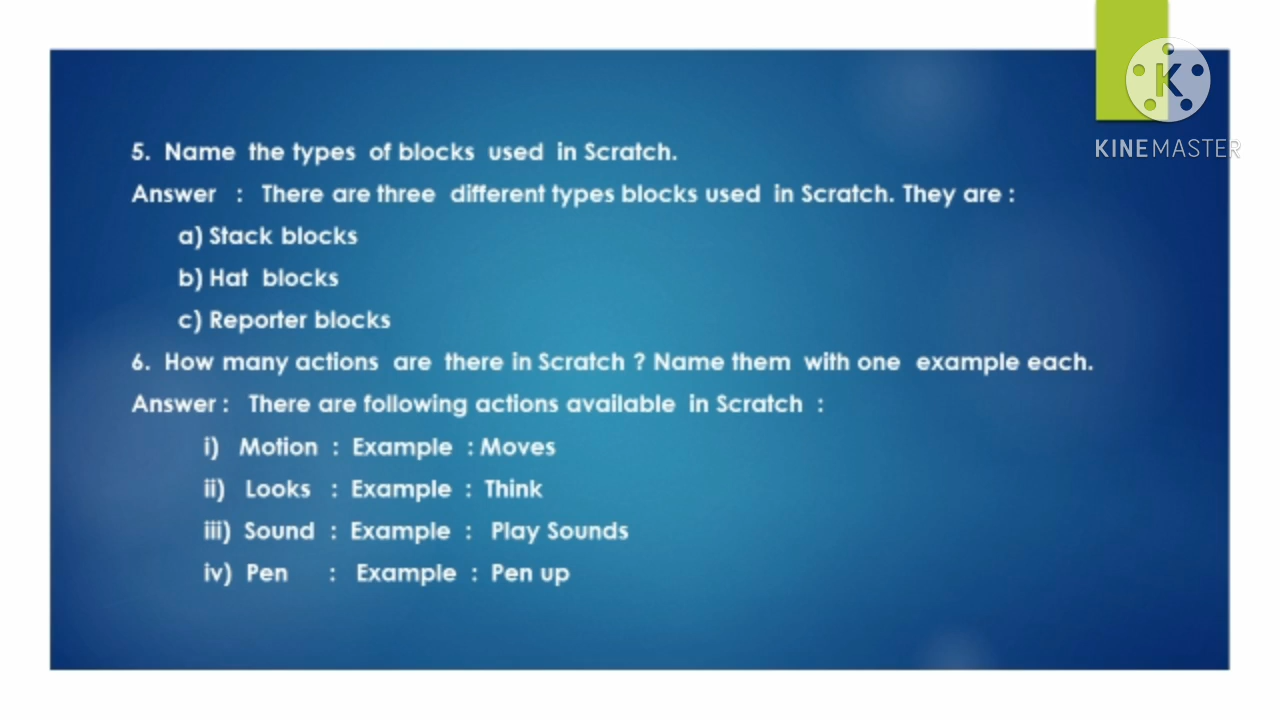 K
KINEMASTER
5. Name the types of blocks used in Scratch.
Answer : There are three different types blocks used in Scratch. They are :
a) Stack blocks
b) Hat blocks
c) Reporter blocks
6. How many actions are there in Scratch ? Name them with one example each.
Answer : There are following actions available in Scratch :
i) Motion : Example : Moves
ii) Looks : Example : Think
iii) Sound : Example : Play Sounds
iv) Pen : Example : Pen up